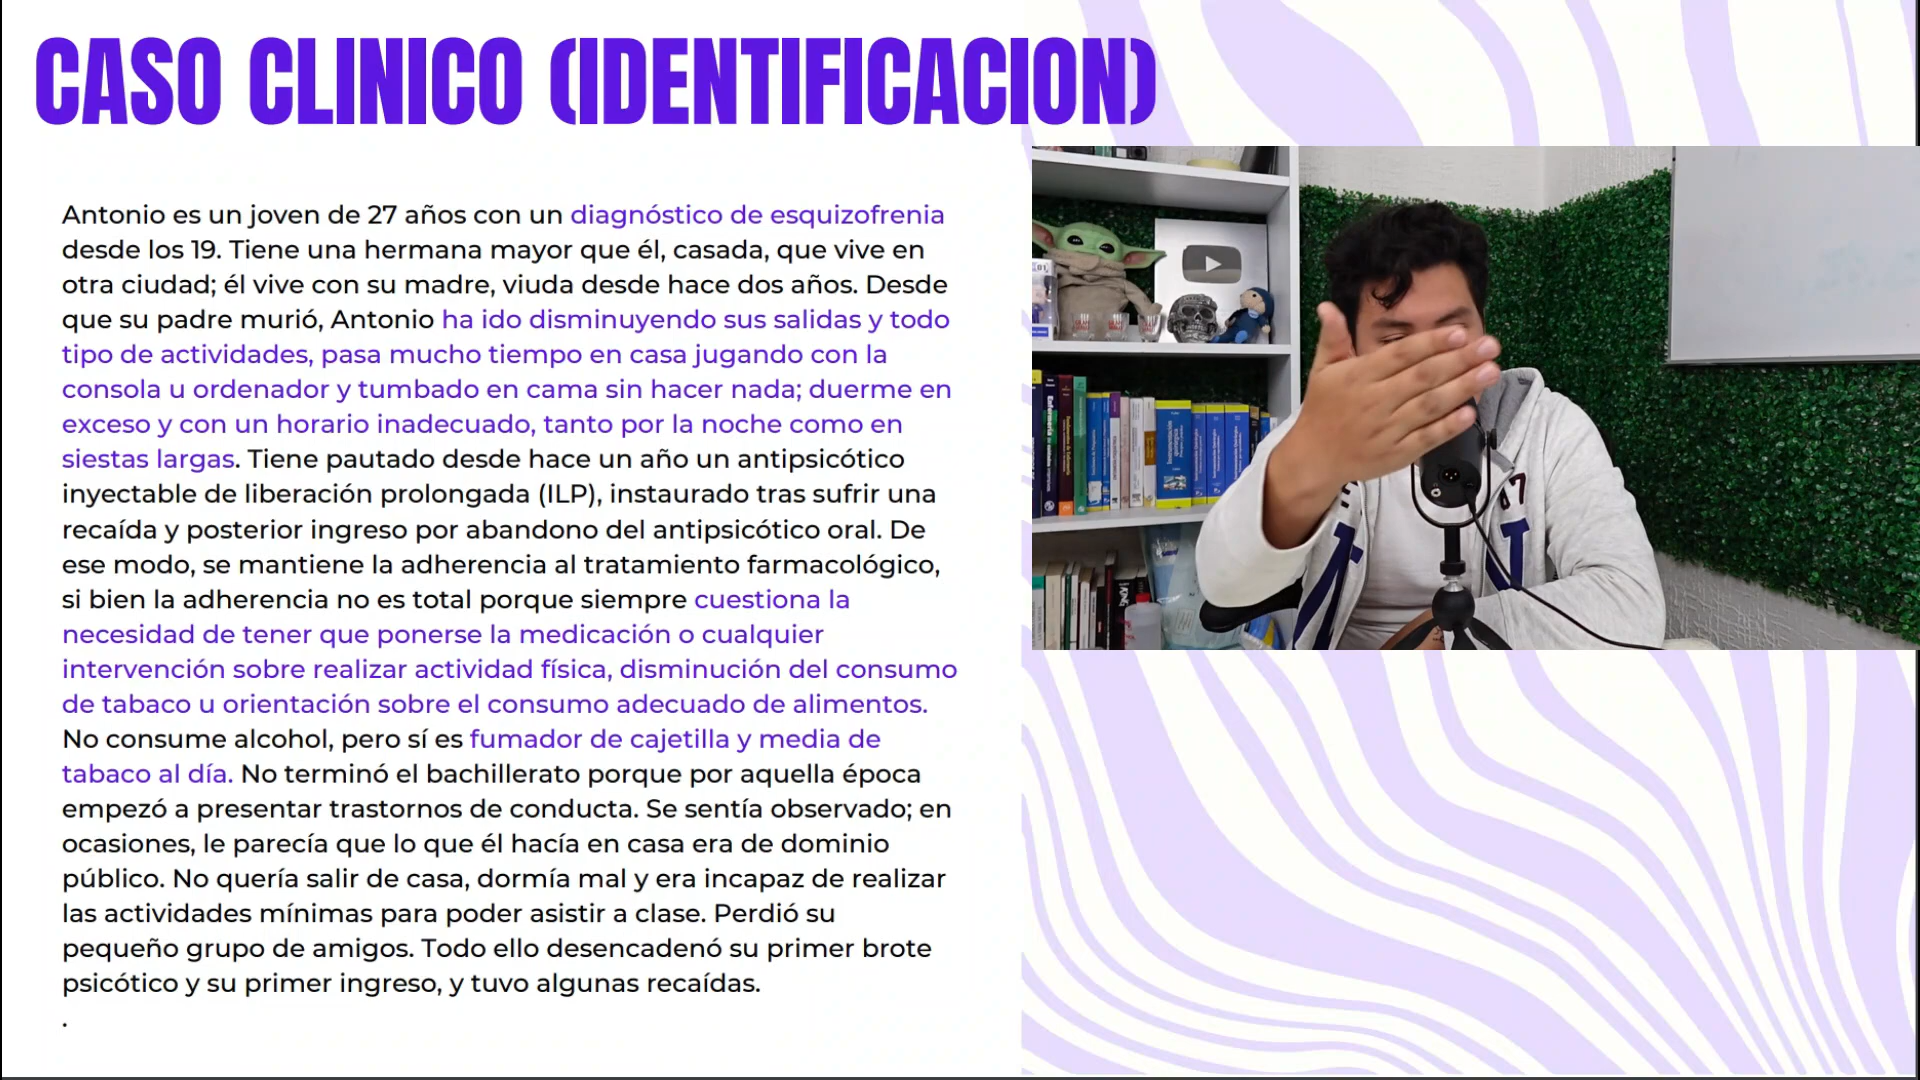 CASO CLINICO (IDENTIFICACION)
Antonio es un joven de 27 años con un diagnóstico de esquizofrenia
desde los 19. Tiene una hermana mayor que él, casada, que vive en
otra ciudad; él vive con su madre, viuda desde hace dos años. Desde
que su padre murió, Antonio ha ido disminuyendo sus salidas y todo
tipo de actividades, pasa mucho tiempo en casa jugando con la
consola u ordenador y tumbado en cama sin hacer nada; duerme en
exceso y con un horario inadecuado, tanto por la noche como en
siestas largas. Tiene pautado desde hace un año un antipsicótico
inyectable de liberación prolongada (ILP), instaurado tras sufrir una
recaída y posterior ingreso por abandono del antipsicótico oral. De
ese modo, se mantiene la adherencia al tratamiento farmacológico,
si bien la adherencia no es total porque siempre cuestiona la
necesidad de tener que ponerse la medicación o cualquier
intervención sobre realizar actividad física, disminución del consumo
de tabaco u orientación sobre el consumo adecuado de alimentos.
No consume alcohol, pero sí es fumador de cajetilla y media de
tabaco al día. No terminó el bachillerato porque por aquella época
empezó a presentar trastornos de conducta. Se sentía observado; en
ocasiones, le parecía que lo que él hacía en casa era de dominio
público. No quería salir de casa, dormía mal y era incapaz de realizar
las actividades mínimas para poder asistir a clase. Perdió su
pequeño grupo de amigos. Todo ello desencadenó su primer brote
psicótico y su primer ingreso, y tuvo algunas recaídas.
.